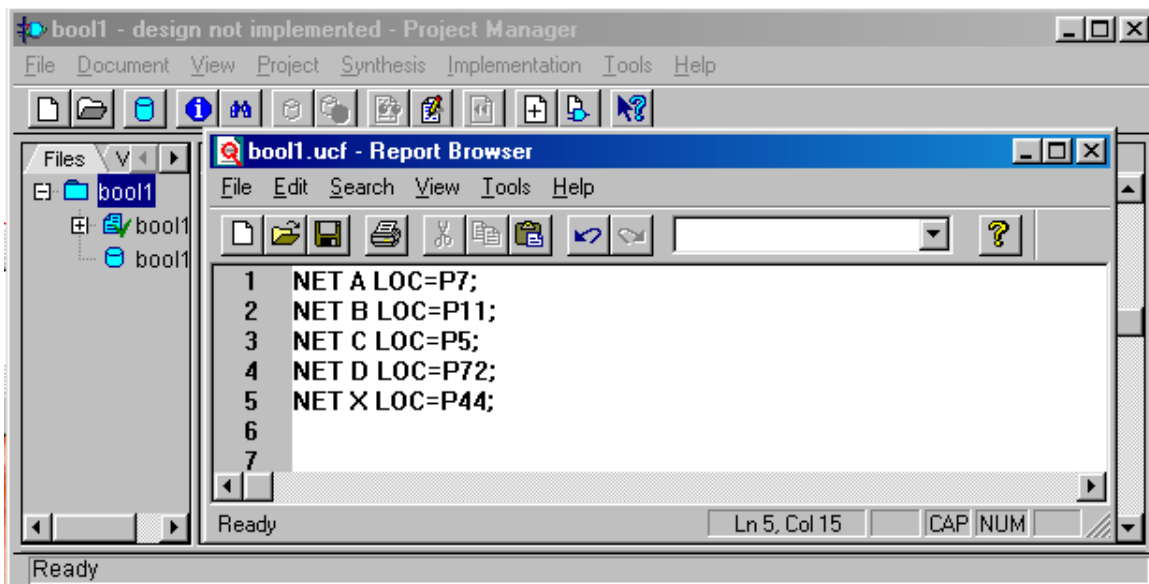 bool1 - design not implemented - Project Manager
File Document View Project Synthesis Implementation Tools Help
Files V
bool1
bool1
bool1
bool1.ucf - Report Browser
File Edit Search View Tools Help
1 NET A LOC=P7;
2 NET B LOC=P11;
3 NET C LOC=P5;
4 NET D LOC=P72;
5 NET X LOC=P44;
6
7
Ready Ln 5, Col 15 CAP NUM
Ready